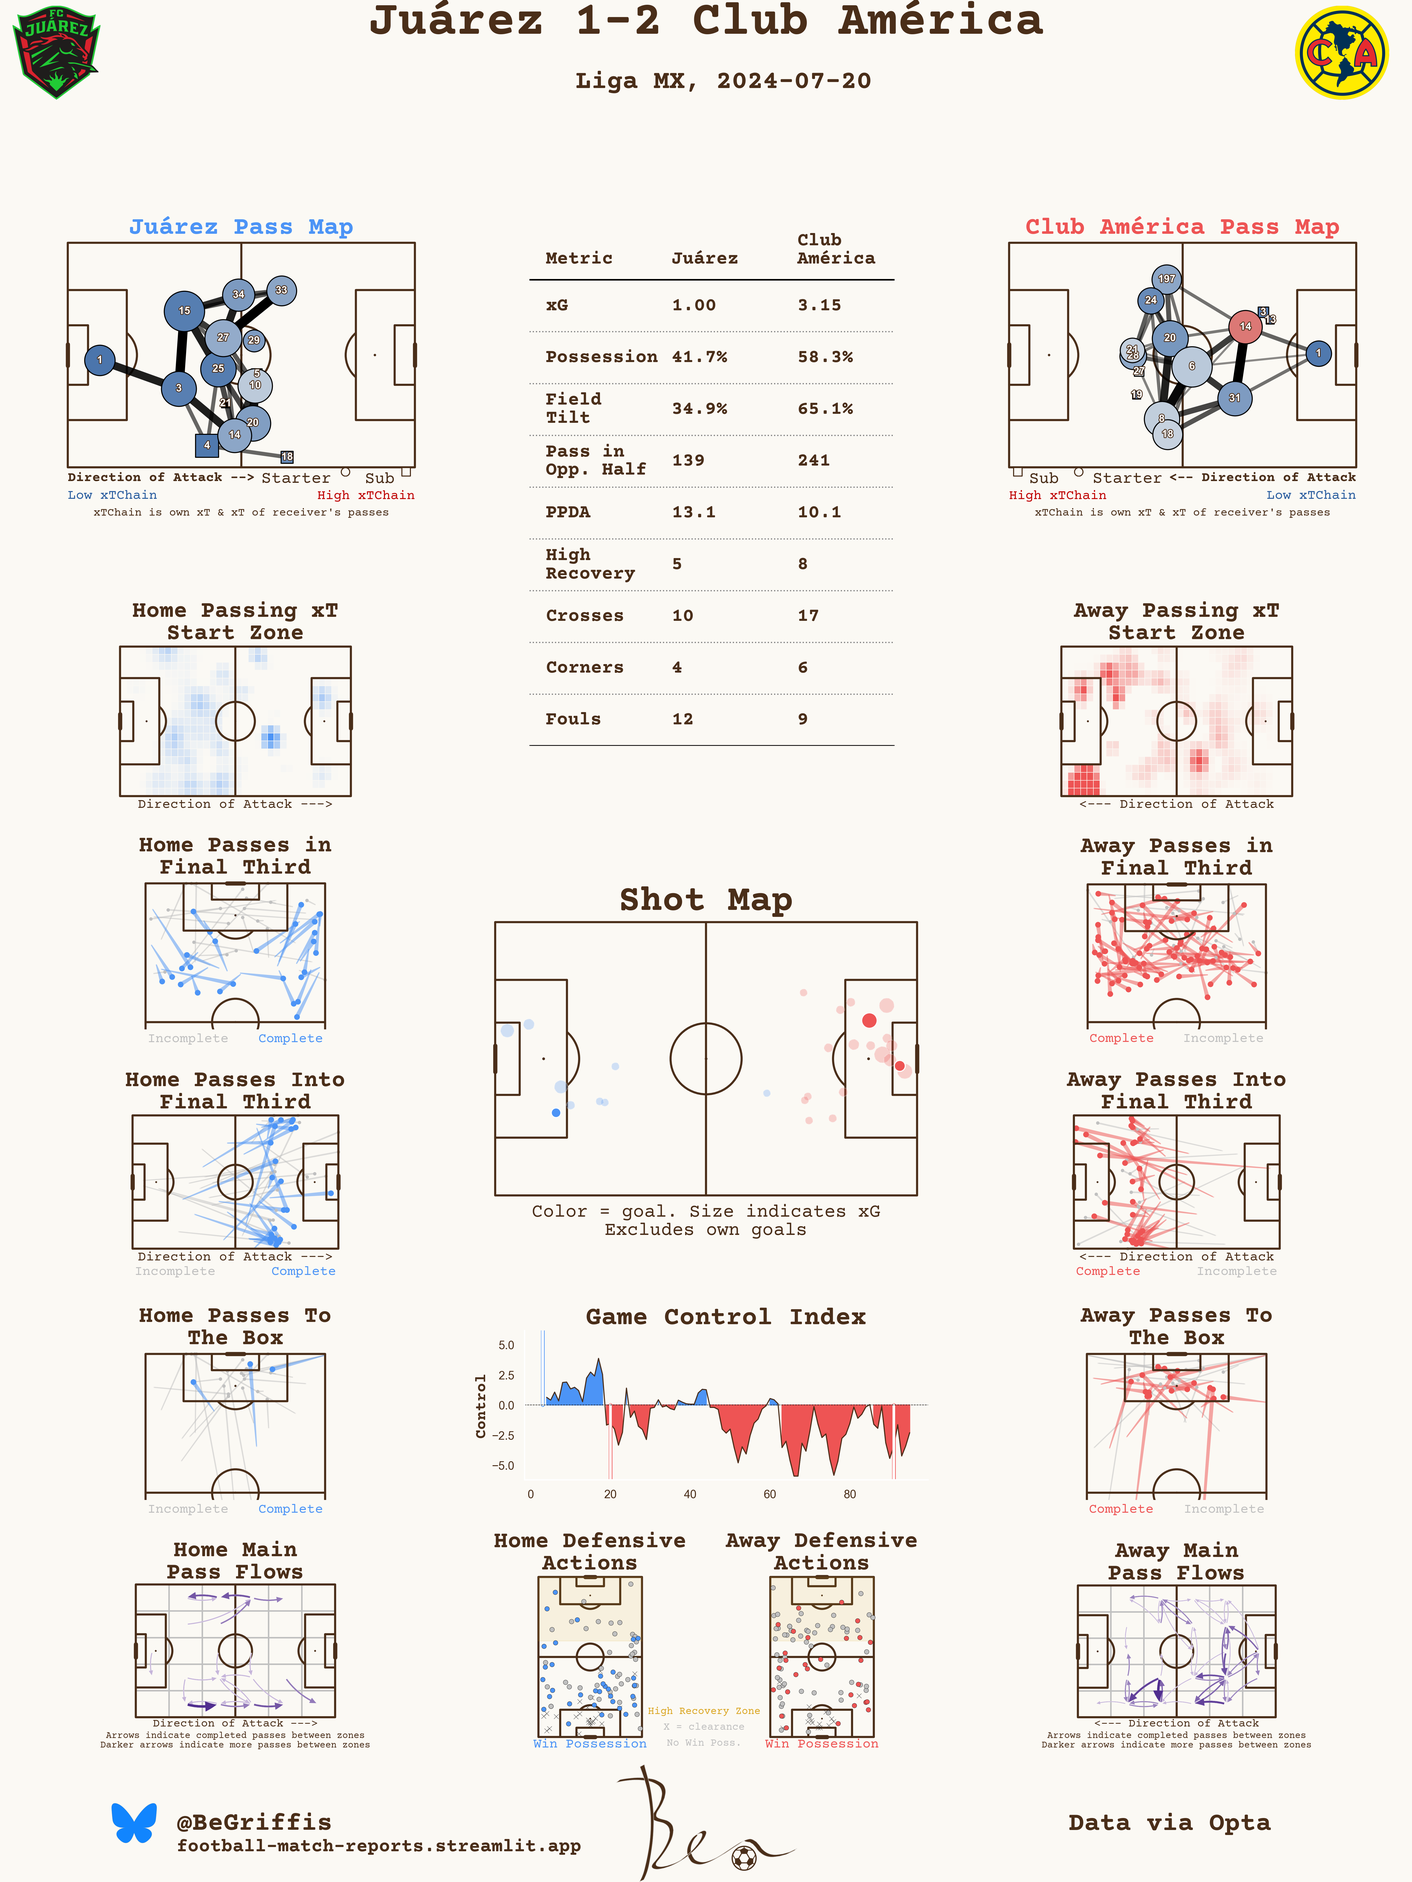 Juárez 1-2 Club América
Liga MX, 2024-07-20
FC
JUÁREZ
C A
Juárez Pass Map
1
15
3
34
33
27
29
25
5
10
21
20
14
4
18
Direction of Attack --> Starter Sub
Low xTChain High xTChain
xTChain is own xT & xT of receiver's passes
Metric Juárez Club América
xG 1.00 3.15
Possession 41.7% 58.3%
Field Tilt 34.9% 65.1%
Pass in Opp. Half 139 241
PPDA 13.1 10.1
High Recovery 5 8
Crosses 10 17
Corners 4 6
Fouls 12 9
Club América Pass Map
197
24
20
21
28
27
19
6
8
18
14
3
13
31
1
Sub Starter <-- Direction of Attack
High xTChain Low xTChain
xTChain is own xT & xT of receiver's passes
Home Passing xT
Start Zone
Direction of Attack --->
Away Passing xT
Start Zone
<--- Direction of Attack
Home Passes in
Final Third
Incomplete Complete
Away Passes in
Final Third
Complete Incomplete
Shot Map
Color = goal. Size indicates xG
Excludes own goals
Home Passes Into
Final Third
Direction of Attack --->
Incomplete Complete
Away Passes Into
Final Third
<--- Direction of Attack
Complete Incomplete
Home Passes To
The Box
Incomplete Complete
Game Control Index
Control
5.0
2.5
0.0
−2.5
−5.0
0 20 40 60 80
Away Passes To
The Box
Complete Incomplete
Home Main
Pass Flows
Direction of Attack --->
Arrows indicate completed passes between zones
Darker arrows indicate more passes between zones
Home Defensive
Actions
Win Possession
High Recovery Zone
X = clearance
No Win Poss.
Away Defensive
Actions
Win Possession
Away Main
Pass Flows
<--- Direction of Attack
Arrows indicate completed passes between zones
Darker arrows indicate more passes between zones
@BeGriffis
football-match-reports.streamlit.app
Ben
Data via Opta